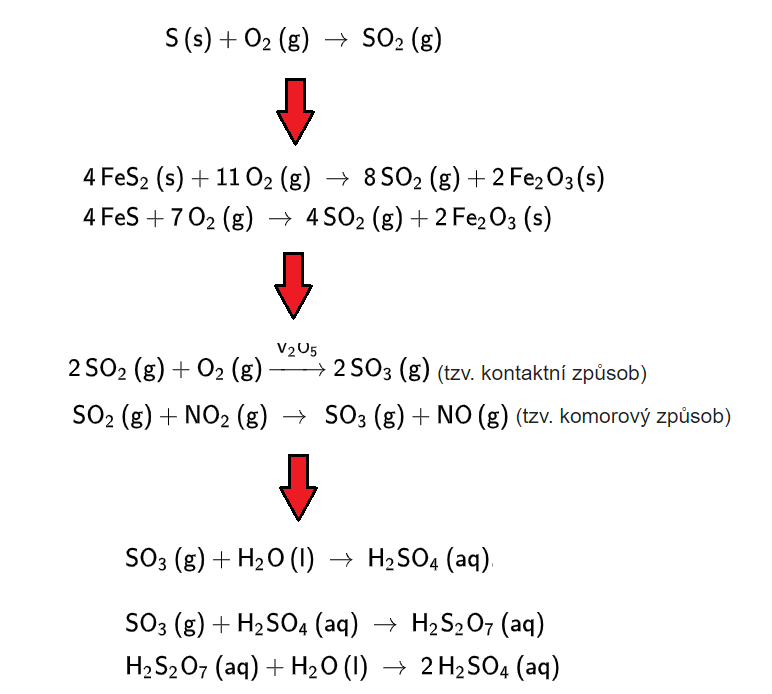 S (s) + O₂ (g) → SO₂ (g)
4 FeS₂ (s) + 11 O₂ (g) → 8 SO₂ (g) + 2 Fe₂O₃(s)
4 FeS + 7 O₂ (g) → 4 SO₂ (g) + 2 Fe₂O₃ (s)
V₂O₅
2 SO₂ (g) + O₂ (g) ⟶ 2 SO₃ (g) (tzv. kontaktní způsob)
SO₂ (g) + NO₂ (g) → SO₃ (g) + NO (g) (tzv. komorový způsob)
SO₃ (g) + H₂O (l) → H₂SO₄ (aq)
SO₃ (g) + H₂SO₄ (aq) → H₂S₂O₇ (aq)
H₂S₂O₇ (aq) + H₂O (l) → 2 H₂SO₄ (aq)